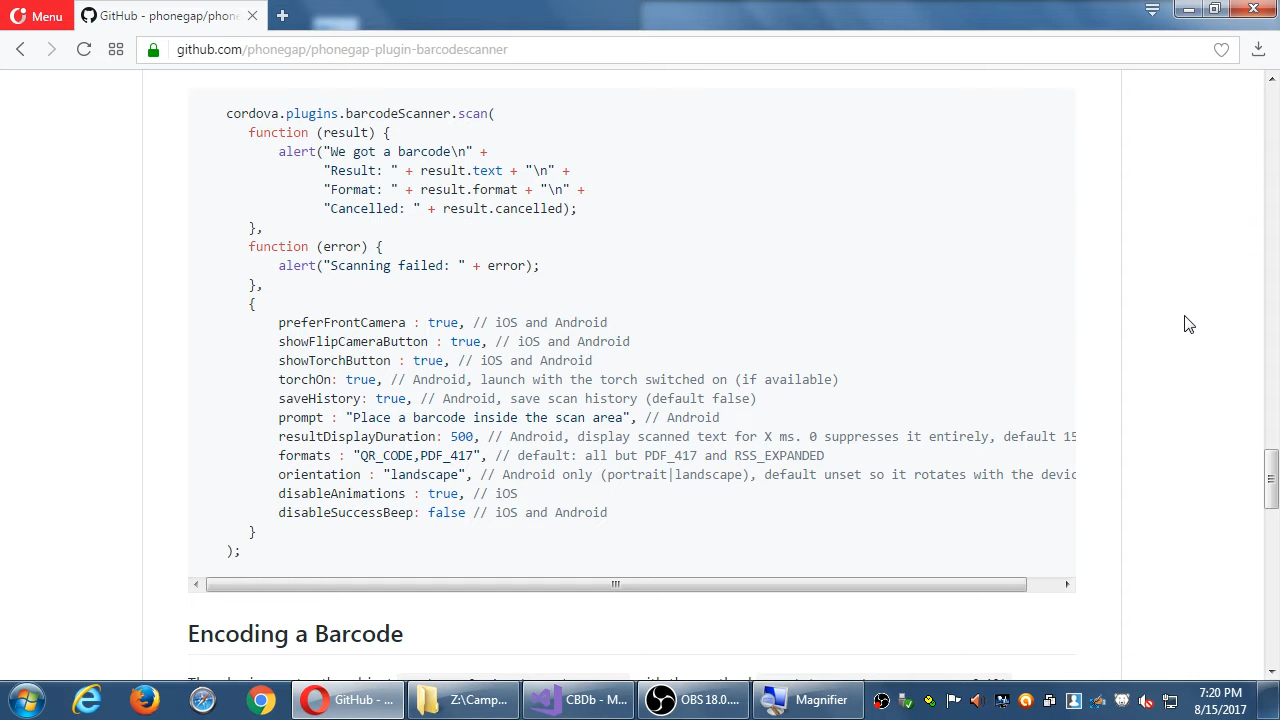 Menu
GitHub - phonegap/phone
github.com/phonegap/phonegap-plugin-barcodescanner
cordova.plugins.barcodeScanner.scan(
function (result) {
alert("We got a barcode\n" +
"Result: " + result.text + "\n" +
"Format: " + result.format + "\n" +
"Cancelled: " + result.cancelled);
},
function (error) {
alert("Scanning failed: " + error);
},
{
preferFrontCamera : true, // iOS and Android
showFlipCameraButton : true, // iOS and Android
showTorchButton : true, // iOS and Android
torchOn: true, // Android, launch with the torch switched on (if available)
saveHistory: true, // Android, save scan history (default false)
prompt : "Place a barcode inside the scan area", // Android
resultDisplayDuration: 500, // Android, display scanned text for X ms. 0 suppresses it entirely, default 15
formats : "QR_CODE,PDF_417", // default: all but PDF_417 and RSS_EXPANDED
orientation : "landscape", // Android only (portrait|landscape), default unset so it rotates with the devic
disableAnimations : true, // iOS
disableSuccessBeep: false // iOS and Android
}
);
Encoding a Barcode
GitHub - ...
Z:\Camp...
CBDb - M...
OBS 18.0....
Magnifier
7:20 PM
8/15/2017